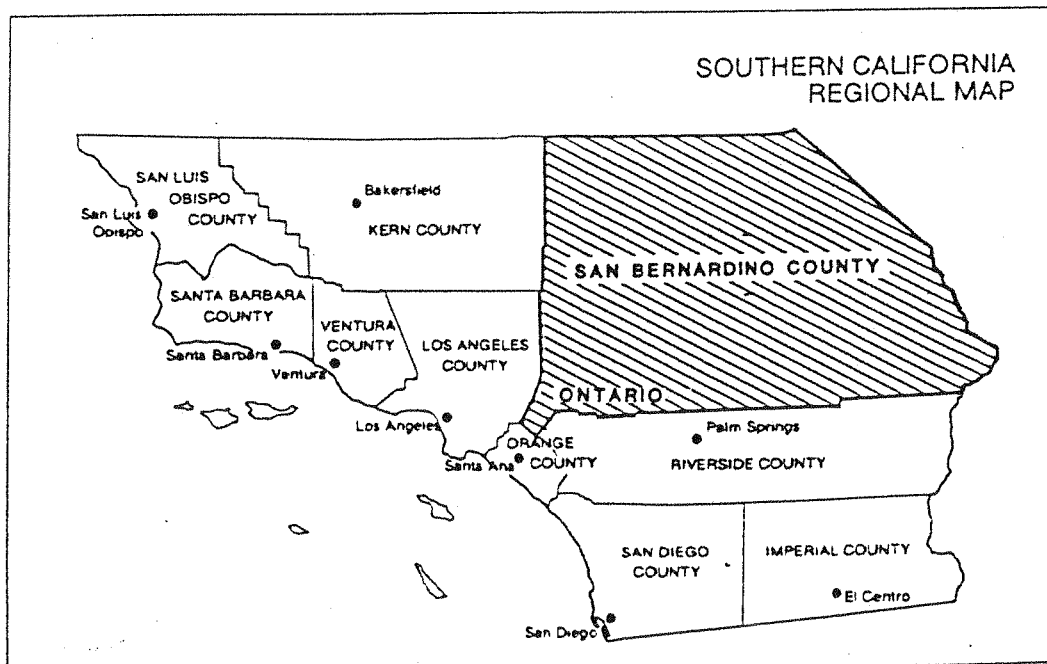 SOUTHERN CALIFORNIA
REGIONAL MAP
SAN LUIS
OBISPO
COUNTY
San Luis
Obispo
Bakersfield
KERN COUNTY
SAN BERNARDINO COUNTY
SANTA BARBARA
COUNTY
Santa Barbara
VENTURA
COUNTY
Ventura
LOS ANGELES
COUNTY
Los Angeles
ONTARIO
ORANGE
COUNTY
Santa Ana
Palm Springs
RIVERSIDE COUNTY
SAN DIEGO
COUNTY
San Diego
IMPERIAL COUNTY
El Centro